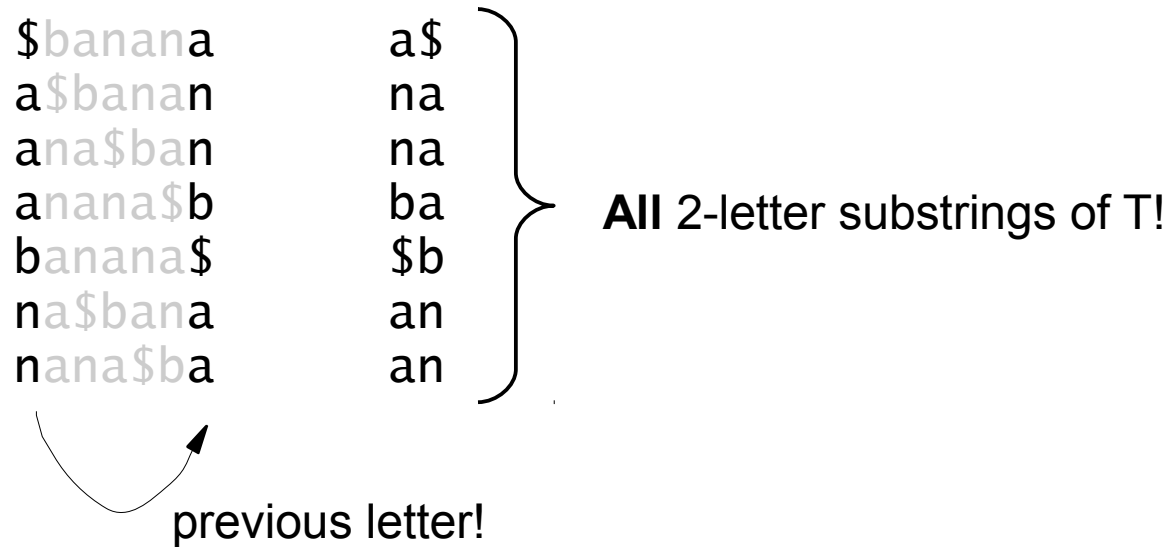 $banana a$
a$banan na
ana$ban na
anana$b ba
All 2-letter substrings of T!
banana$ $b
na$bana an
nana$ba an
previous letter!